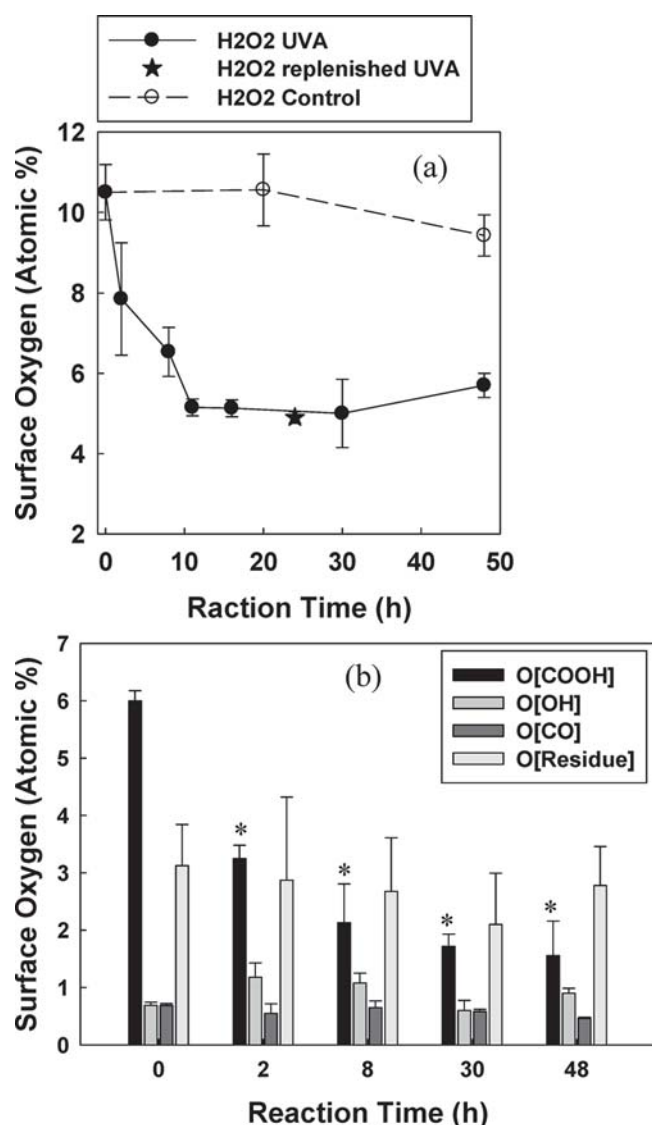 H2O2 UVA
H2O2 replenished UVA
H2O2 Control
(a)
12
10
8
6
4
2
Surface Oxygen (Atomic %)
0 10 20 30 40 50
Raction Time (h)
(b)
O[COOH]
O[OH]
O[CO]
O[Residue]
7
6
5
4
3
2
1
0
Surface Oxygen (Atomic %)
* * * *
0 2 8 30 48
Reaction Time (h)